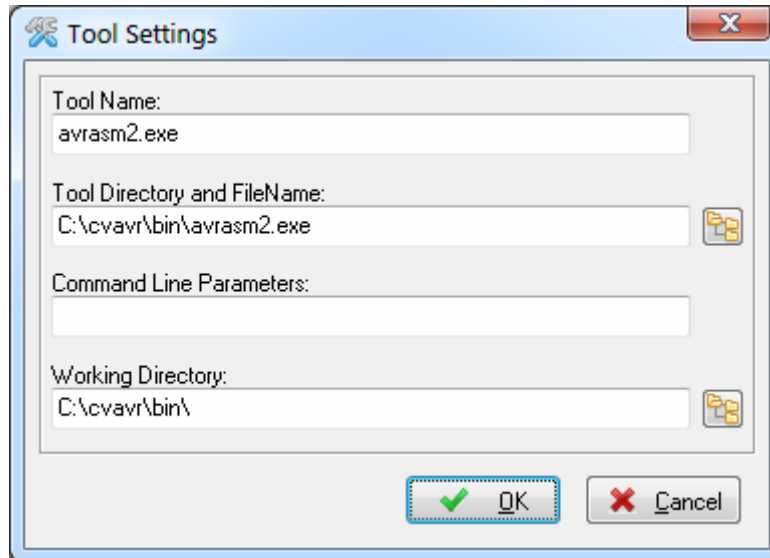 Tool Settings
Tool Name:
avrasm2.exe
Tool Directory and FileName:
C:\cvavr\bin\avrasm2.exe
Command Line Parameters:
Working Directory:
C:\cvavr\bin\
OK
Cancel